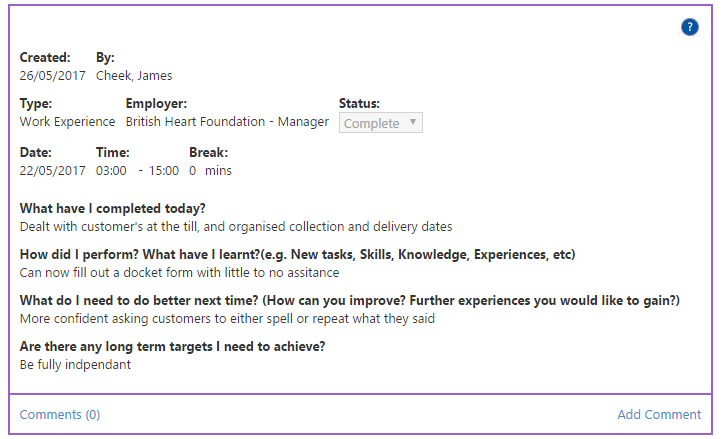 ?
Created: By:
26/05/2017 Cheek, James
Type: Employer: Status:
Work Experience British Heart Foundation - Manager Complete
Date: Time: Break:
22/05/2017 03:00 - 15:00 0 mins
What have I completed today?
Dealt with customer's at the till, and organised collection and delivery dates
How did I perform? What have I learnt?(e.g. New tasks, Skills, Knowledge, Experiences, etc)
Can now fill out a docket form with little to no assitance
What do I need to do better next time? (How can you improve? Further experiences you would like to gain?)
More confident asking customers to either spell or repeat what they said
Are there any long term targets I need to achieve?
Be fully indpendant
Comments (0) Add Comment